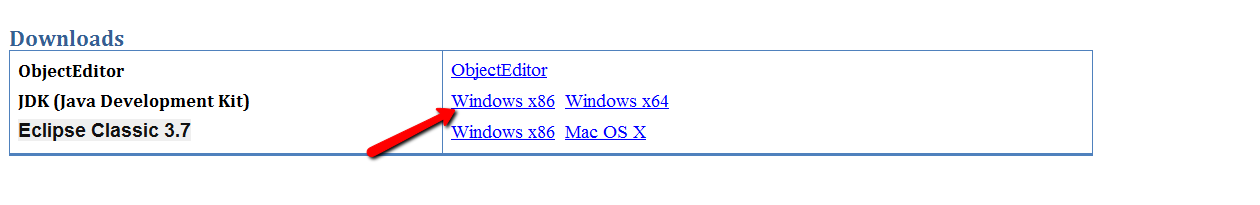 Downloads
ObjectEditor ObjectEditor
JDK (Java Development Kit) Windows x86 Windows x64
Eclipse Classic 3.7 Windows x86 Mac OS X